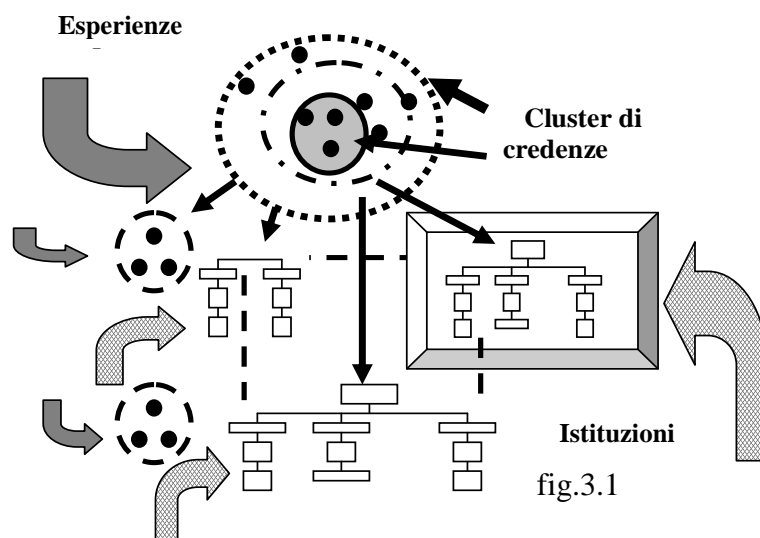 Esperienze
Cluster di
credenze
Istituzioni
fig.3.1